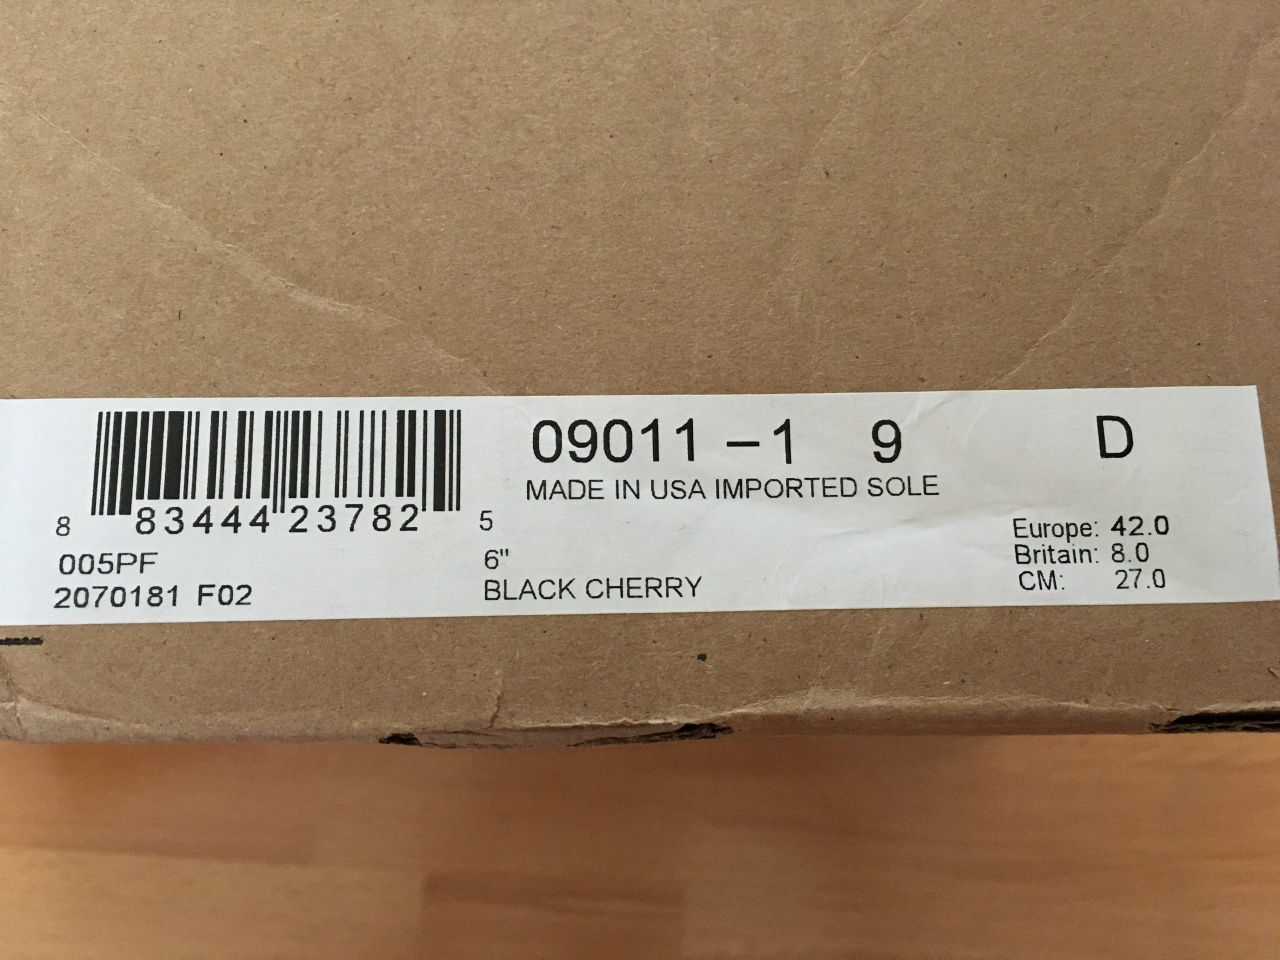 09011 – 1 9 D
MADE IN USA IMPORTED SOLE
8 83444 23782 5
005PF
2070181 F02
6"
BLACK CHERRY
Europe: 42.0
Britain: 8.0
CM: 27.0